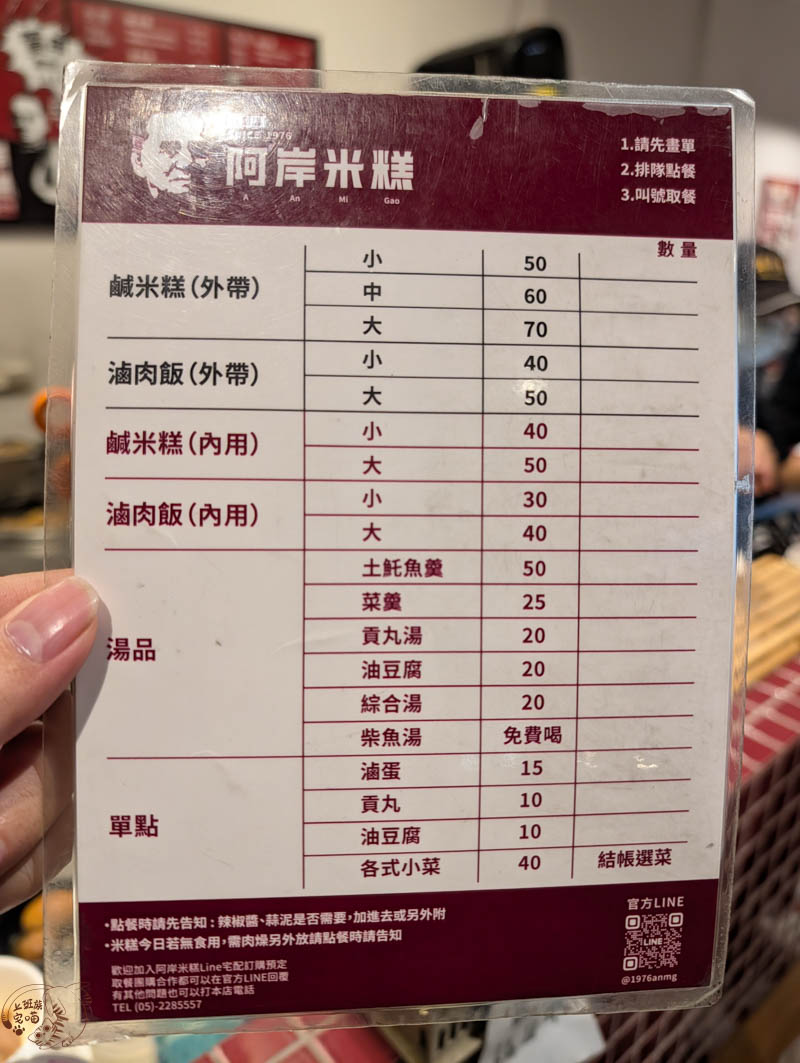 SINCE 1976
阿岸米糕
A An Mi Gao
1.請先畫單
2.排隊點餐
3.叫號取餐
數量
鹹米糕(外帶)
小 50
中 60
大 70
滷肉飯(外帶)
小 40
大 50
鹹米糕(內用)
小 40
大 50
滷肉飯(內用)
小 30
大 40
湯品
土魠魚羹 50
菜羹 25
貢丸湯 20
油豆腐 20
綜合湯 20
柴魚湯 免費喝
單點
滷蛋 15
貢丸 10
油豆腐 10
各式小菜 40 結帳選菜
•點餐時請先告知:辣椒醬、蒜泥是否需要,加進去或另外附
•米糕今日若無食用,需肉燥另外放請點餐時請告知
歡迎加入阿岸米糕Line宅配訂購預定
取餐團購合作都可以在官方LINE回覆
有其他問題也可以打本店電話
TEL (05)-2285557
官方LINE
LINE
@1976anmg
上班族
宅喵